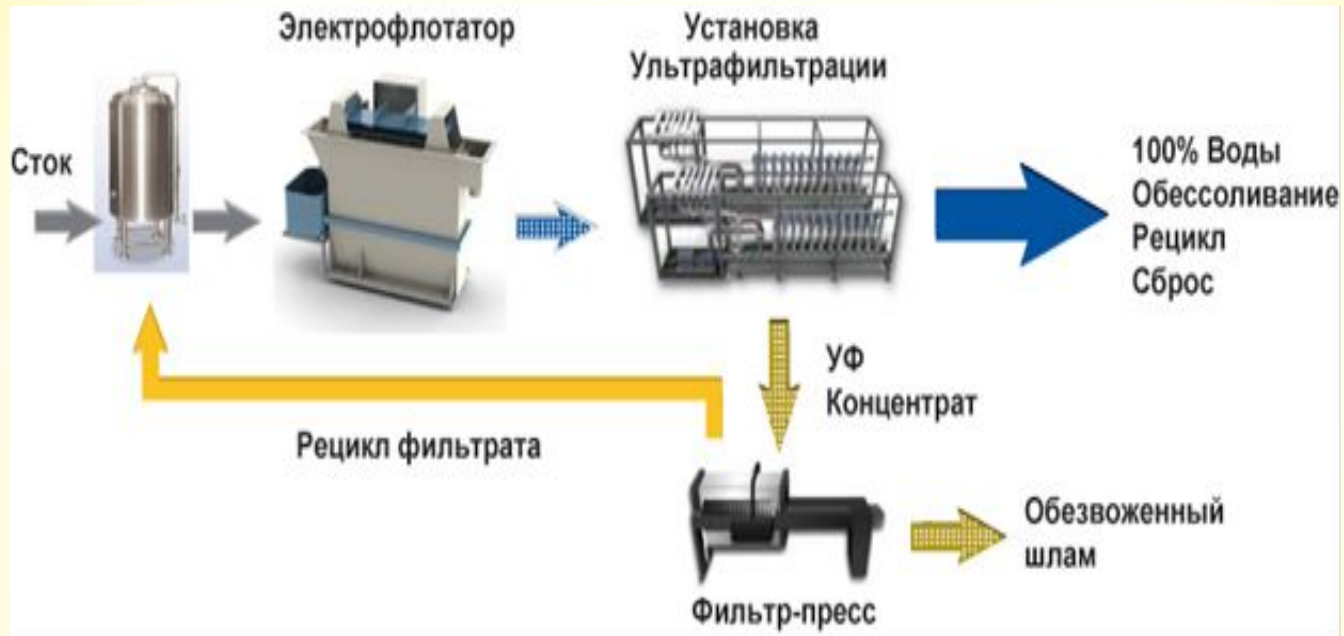 Электрофлотатор
Установка
Ультрафильтрации
Сток
100% Воды
Обессоливание
Рецикл
Сброс
УФ
Концентрат
Рецикл фильтрата
Обезвоженный
шлам
Фильтр-пресс